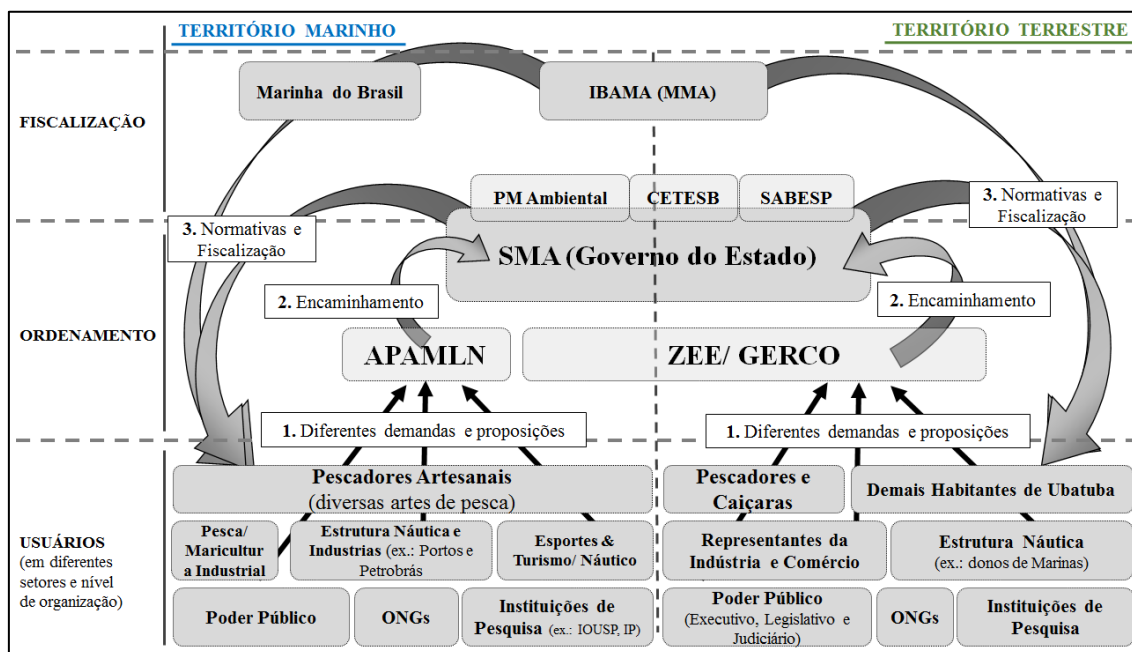 TERRITÓRIO MARINHO
TERRITÓRIO TERRESTRE
FISCALIZAÇÃO
Marinha do Brasil
IBAMA (MMA)
PM Ambiental
CETESB
SABESP
3. Normativas e
Fiscalização
3. Normativas e
Fiscalização
SMA (Governo do Estado)
2. Encaminhamento
2. Encaminhamento
ORDENAMENTO
APAMLN
ZEE/ GERCO
1. Diferentes demandas e proposições
1. Diferentes demandas e proposições
USUÁRIOS
(em diferentes
setores e nível
de organização)
Pescadores Artesanais
(diversas artes de pesca)
Pescadores e
Caiçaras
Demais Habitantes de Ubatuba
Pesca/
Maricultur
a Industrial
Estrutura Náutica e
Industrias (ex.: Portos e
Petrobrás)
Esportes &
Turismo/ Náutico
Representantes da
Indústria e Comércio
Estrutura Náutica
(ex.: donos de Marinas)
Poder Público
ONGs
Instituições de
Pesquisa (ex.: IOUSP, IP)
Poder Público
(Executivo, Legislativo e
Judiciário)
ONGs
Instituições de
Pesquisa